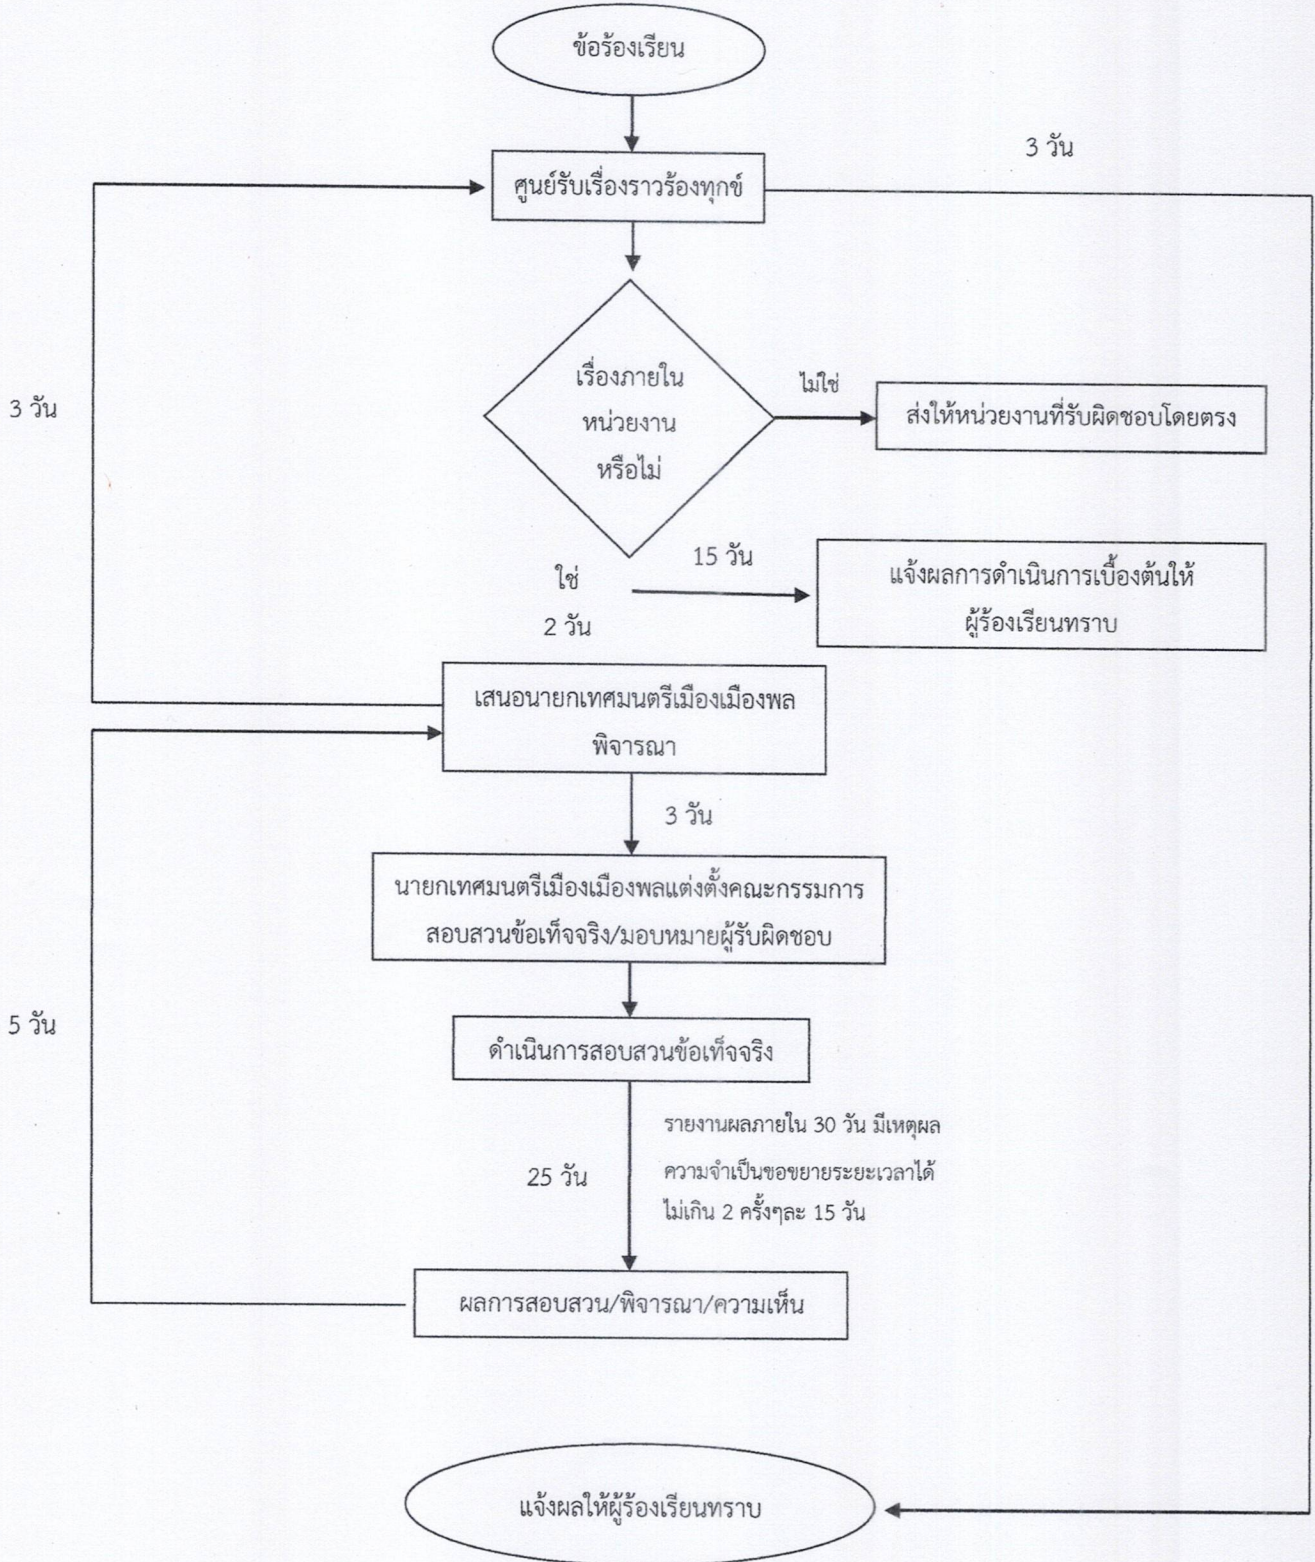 ข้อร้องเรียน
3 วัน
ศูนย์รับเรื่องราวร้องทุกข์
เรื่องภายใน
หน่วยงาน
หรือไม่
ไม่ใช่
ส่งให้หน่วยงานที่รับผิดชอบโดยตรง
3 วัน
ใช่
2 วัน
15 วัน
แจ้งผลการดำเนินการเบื้องต้นให้
ผู้ร้องเรียนทราบ
เสนอนายกเทศมนตรีเมืองเมืองพล
พิจารณา
3 วัน
นายกเทศมนตรีเมืองเมืองพลแต่งตั้งคณะกรรมการ
สอบสวนข้อเท็จจริง/มอบหมายผู้รับผิดชอบ
5 วัน
ดำเนินการสอบสวนข้อเท็จจริง
25 วัน
รายงานผลภายใน 30 วัน มีเหตุผล
ความจำเป็นขอขยายระยะเวลาได้
ไม่เกิน 2 ครั้งๆละ 15 วัน
ผลการสอบสวน/พิจารณา/ความเห็น
แจ้งผลให้ผู้ร้องเรียนทราบ